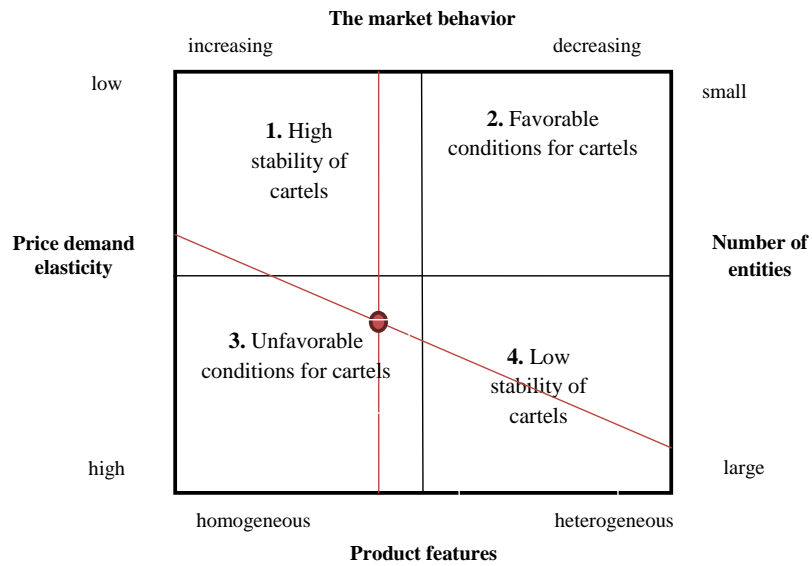 The market behavior
increasing
decreasing
low
small
1. High
stability of
cartels
2. Favorable
conditions for cartels
Price demand
elasticity
Number of
entities
3. Unfavorable
conditions for cartels
4. Low
stability of
cartels
high
large
homogeneous
heterogeneous
Product features